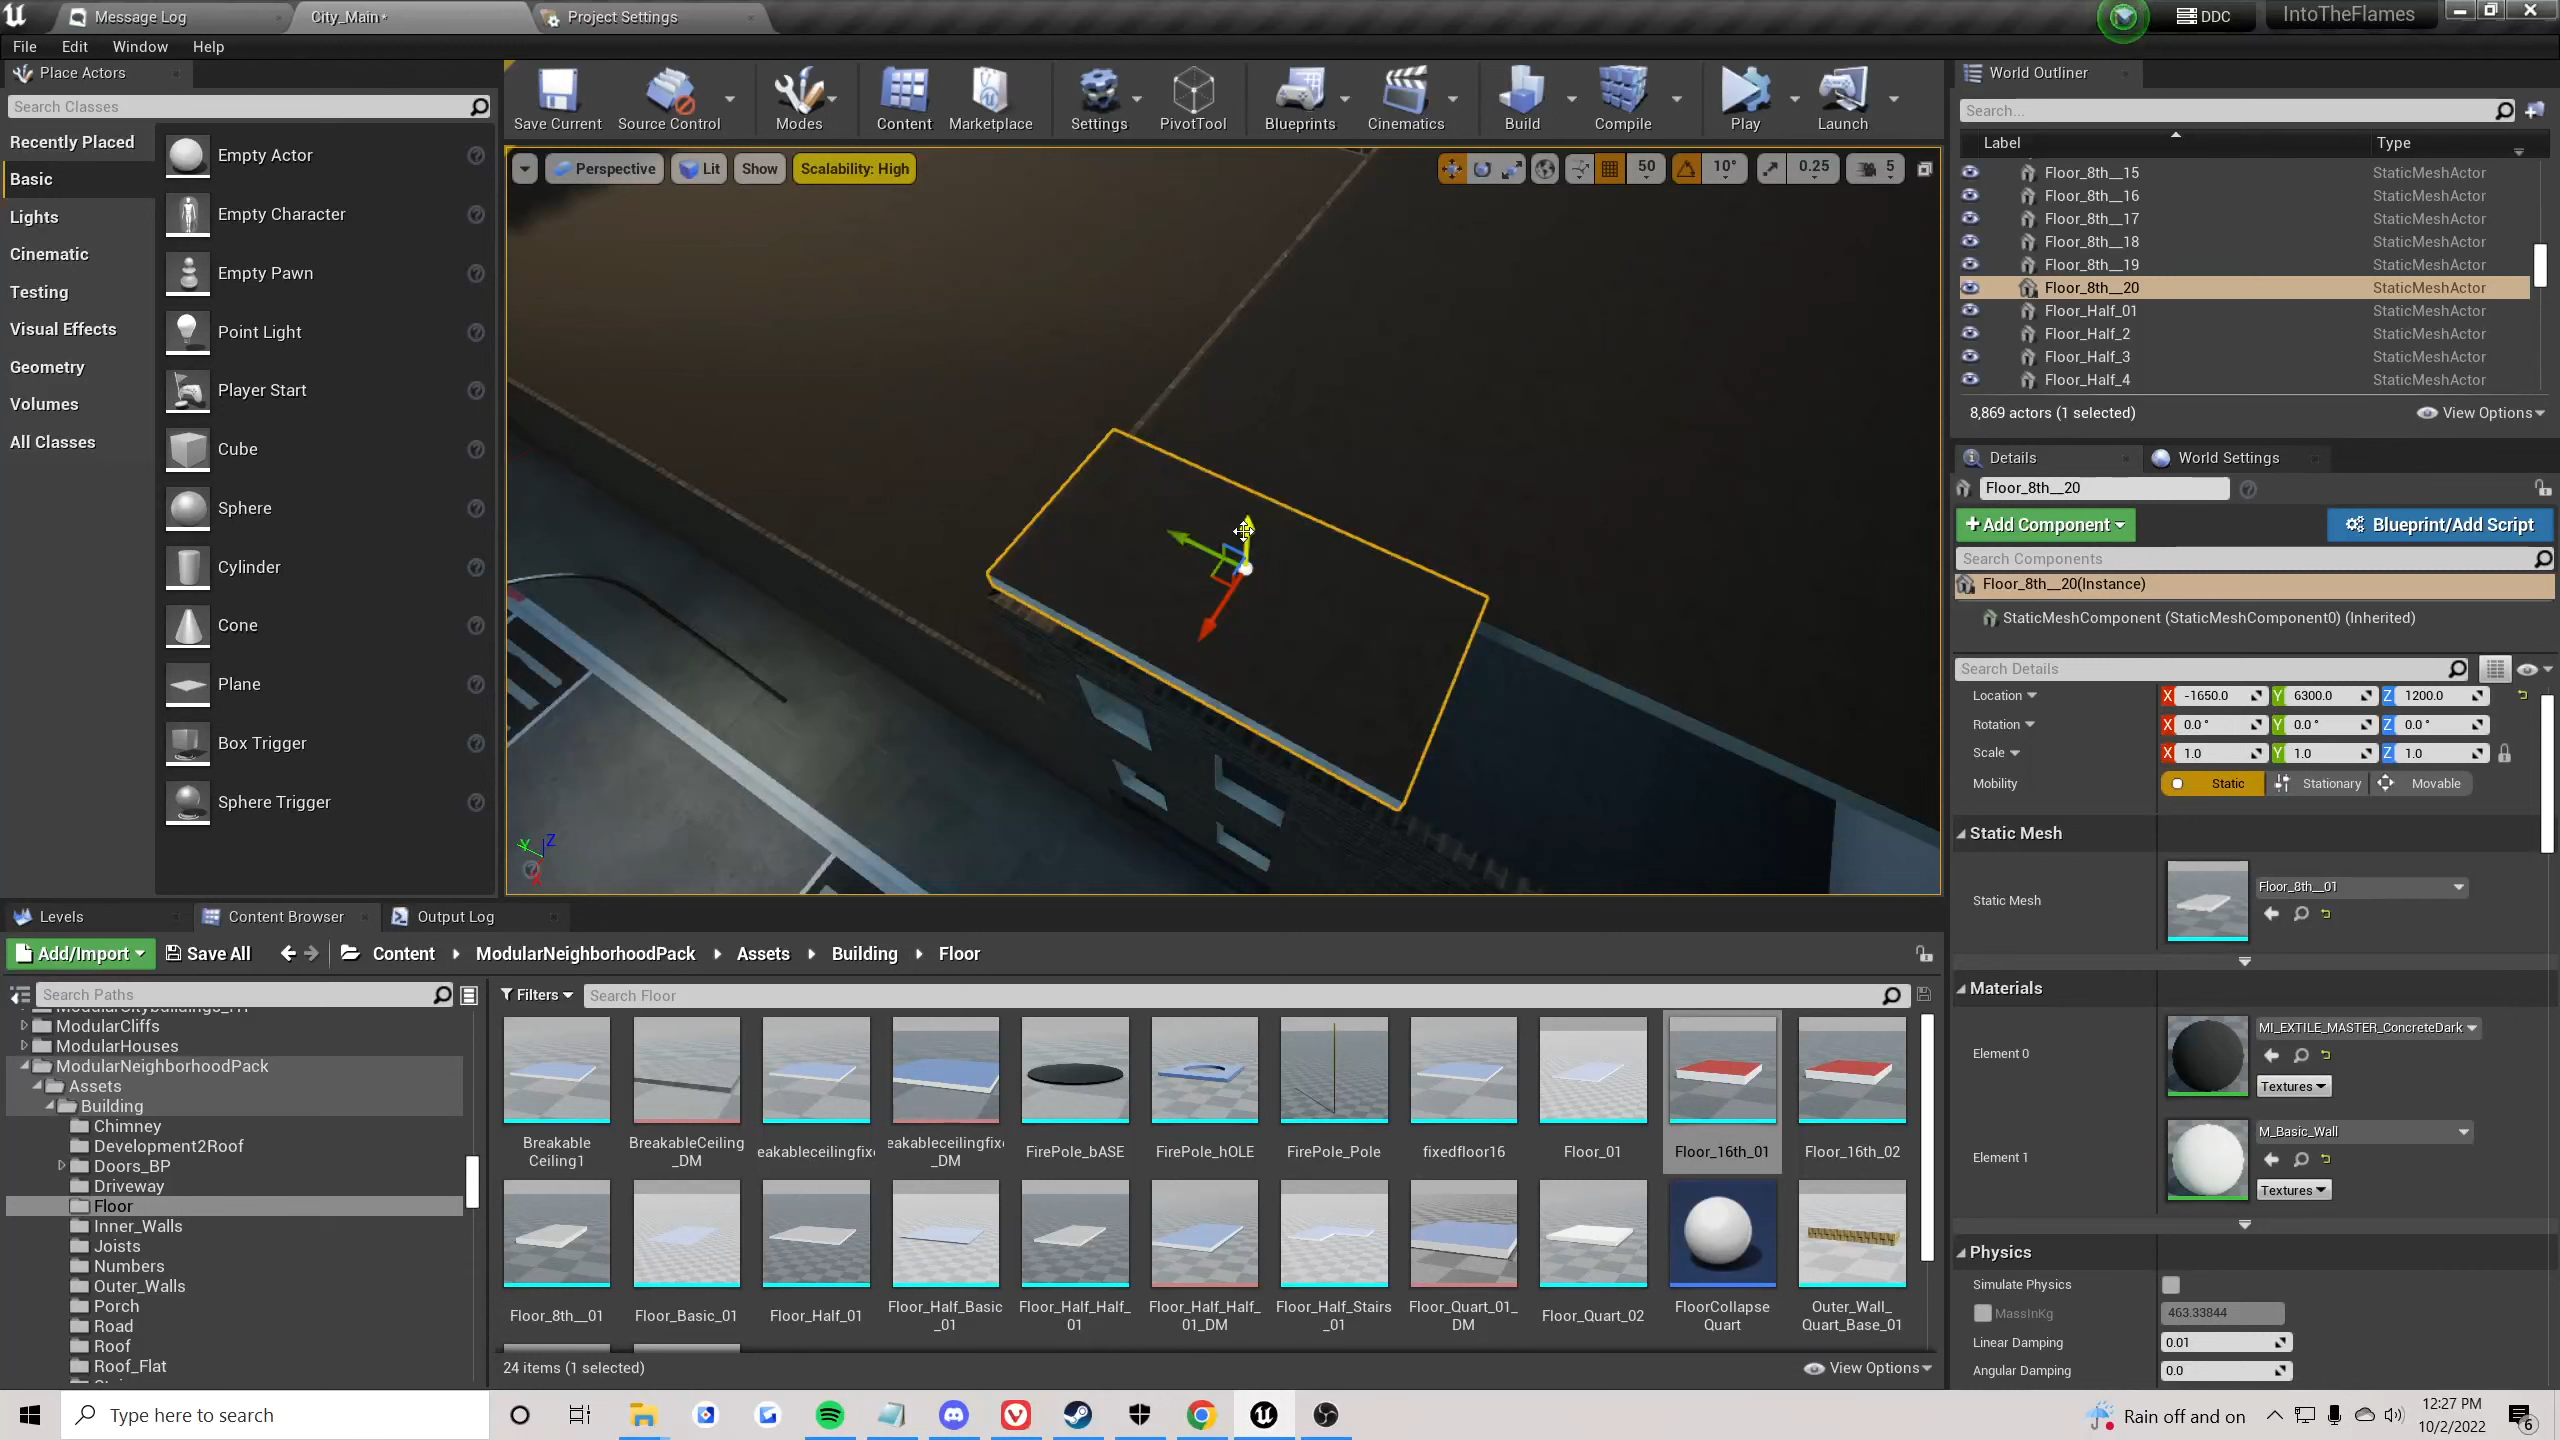 Message Log
City_Main*
Project Settings
DDC
IntoTheFlames
File
Edit
Window
Help
Place Actors
Search Classes
Recently Placed
Basic
Lights
Cinematic
Testing
Visual Effects
Geometry
Volumes
All Classes
Empty Actor
Empty Character
Empty Pawn
Point Light
Player Start
Cube
Sphere
Cylinder
Cone
Plane
Box Trigger
Sphere Trigger
Save Current
Source Control
Modes
Content
Marketplace
Settings
PivotTool
Blueprints
Cinematics
Build
Compile
Play
Launch
Perspective
Lit
Show
Scalability: High
50
10°
0.25
5
Y
Z
X
World Outliner
Search...
Label
Type
Floor_8th__15 StaticMeshActor
Floor_8th__16 StaticMeshActor
Floor_8th__17 StaticMeshActor
Floor_8th__18 StaticMeshActor
Floor_8th__19 StaticMeshActor
Floor_8th__20 StaticMeshActor
Floor_Half_01 StaticMeshActor
Floor_Half_2 StaticMeshActor
Floor_Half_3 StaticMeshActor
Floor_Half_4 StaticMeshActor
8,869 actors (1 selected)
View Options
Details
World Settings
Floor_8th__20
+Add Component
Blueprint/Add Script
Search Components
Floor_8th__20(Instance)
StaticMeshComponent (StaticMeshComponent0) (Inherited)
Search Details
Location X -1650.0 Y 6300.0 Z 1200.0
Rotation X 0.0° Y 0.0° Z 0.0°
Scale X 1.0 Y 1.0 Z 1.0
Mobility Static Stationary Movable
Static Mesh
Static Mesh
Floor_8th__01
Materials
Element 0
MI_EXTILE_MASTER_ConcreteDark
Textures
Element 1
M_Basic_Wall
Textures
Physics
Simulate Physics
MassInKg 463.33844
Linear Damping 0.01
Angular Damping 0.0
Levels
Content Browser
Output Log
Add/Import
Save All
Content
ModularNeighborhoodPack
Assets
Building
Floor
Search Paths
ModularCliffs
ModularHouses
ModularNeighborhoodPack
Assets
Building
Chimney
Development2Roof
Doors_BP
Driveway
Floor
Inner_Walls
Joists
Numbers
Outer_Walls
Porch
Road
Roof
Roof_Flat
Filters
Search Floor
Breakable
Ceiling1
BreakableCeiling
_DM
eakableceilingfixe
eakableceilingfixe
_DM
FirePole_bASE
FirePole_hOLE
FirePole_Pole
fixedfloor16
Floor_01
Floor_16th_01
Floor_16th_02
Floor_8th__01
Floor_Basic_01
Floor_Half_01
Floor_Half_Basic
_01
Floor_Half_Half_
01
Floor_Half_Half_
01_DM
Floor_Half_Stairs
_01
Floor_Quart_01_
DM
Floor_Quart_02
FloorCollapse
Quart
Outer_Wall_
Quart_Base_01
24 items (1 selected)
View Options
Type here to search
Rain off and on
12:27 PM
10/2/2022
6